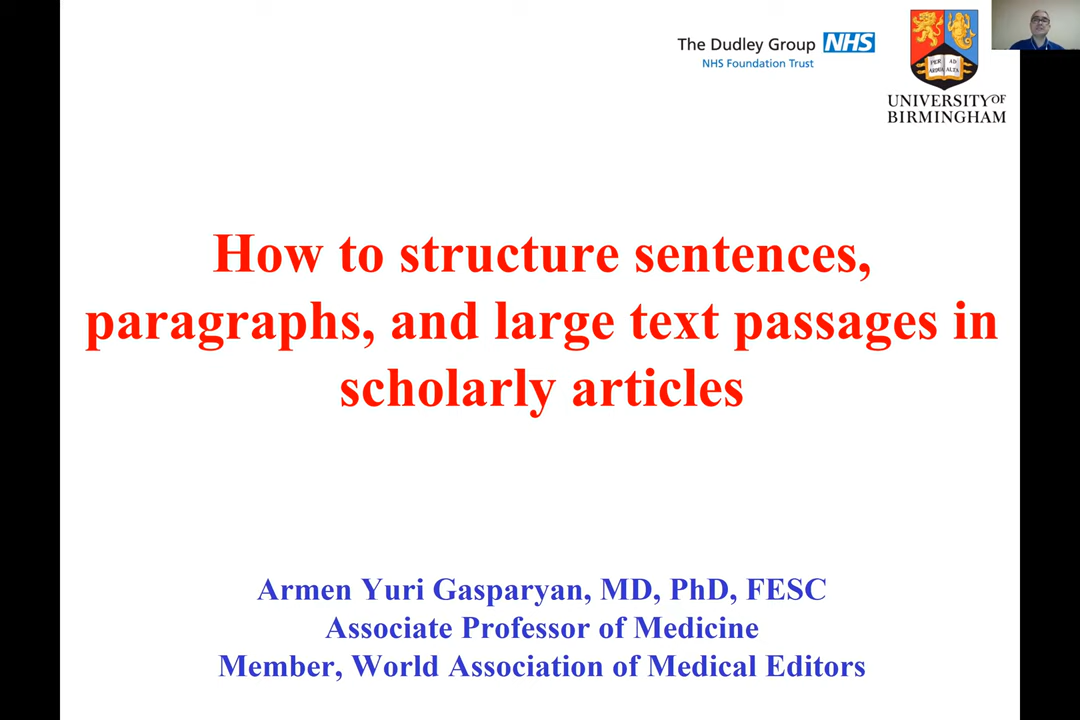 The Dudley Group NHS
NHS Foundation Trust
PER AD
ARDUA ALTA
UNIVERSITY OF
BIRMINGHAM
How to structure sentences,
paragraphs, and large text passages in
scholarly articles
Armen Yuri Gasparyan, MD, PhD, FESC
Associate Professor of Medicine
Member, World Association of Medical Editors